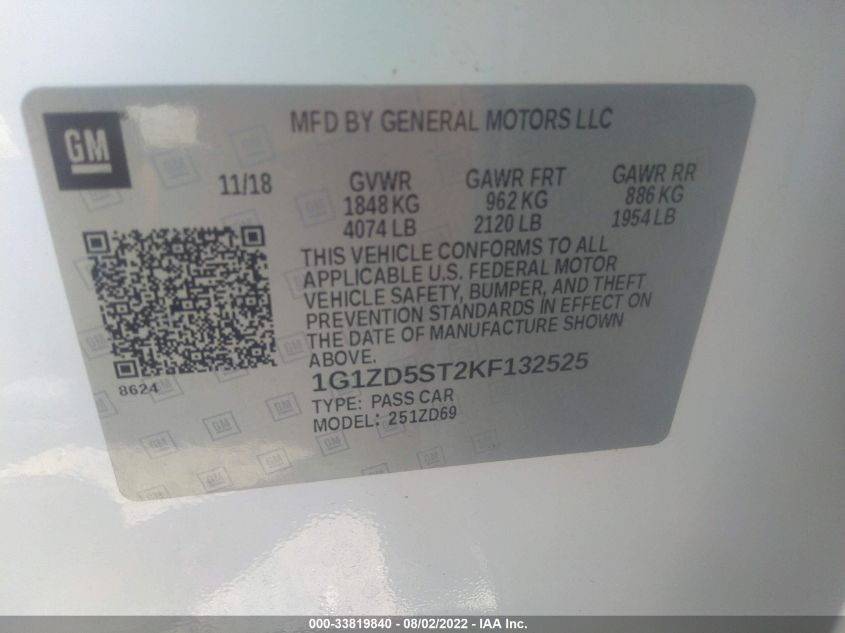 GM
MFD BY GENERAL MOTORS LLC
11/18 GVWR GAWR FRT GAWR RR
1848 KG 962 KG 886 KG
4074 LB 2120 LB 1954 LB
THIS VEHICLE CONFORMS TO ALL
APPLICABLE U.S. FEDERAL MOTOR
VEHICLE SAFETY, BUMPER, AND THEFT
PREVENTION STANDARDS IN EFFECT ON
THE DATE OF MANUFACTURE SHOWN
ABOVE.
8624
1G1ZD5ST2KF132525
TYPE: PASS CAR
MODEL: 251ZD69
000-33819840 - 08/02/2022 - IAA Inc.